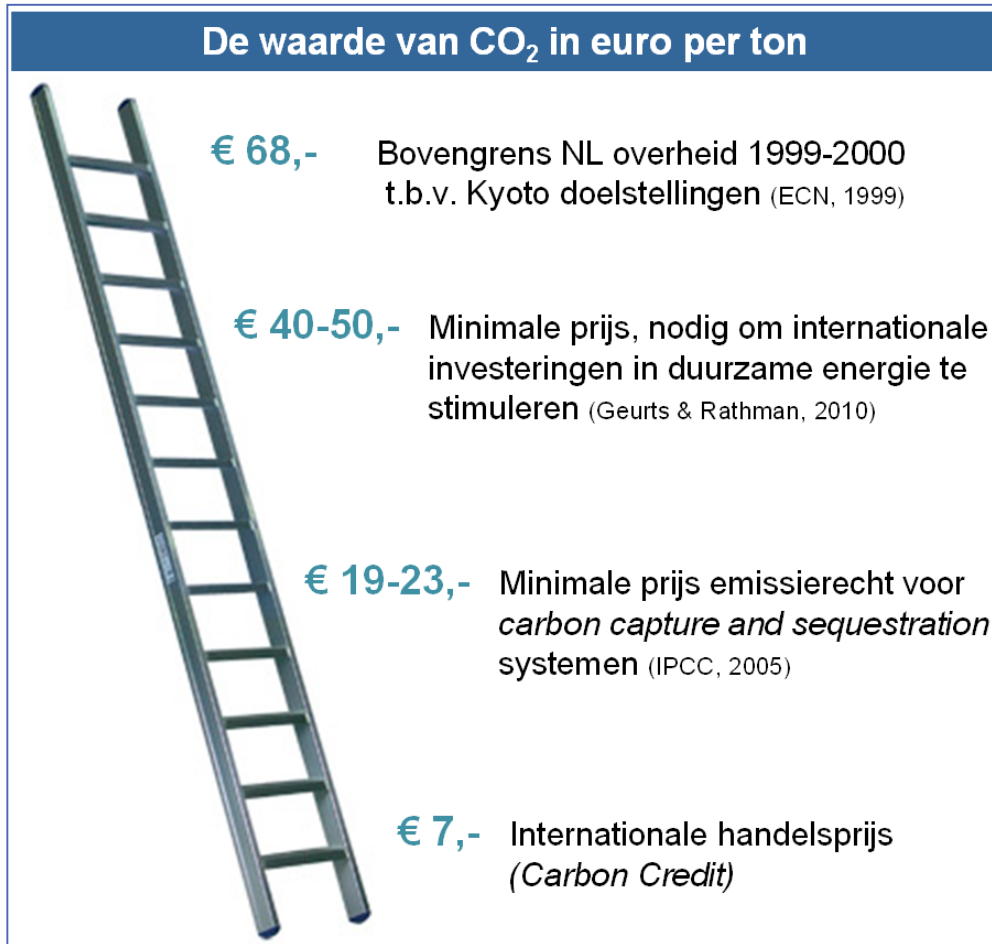 De waarde van CO₂ in euro per ton
€ 68,- Bovengrens NL overheid 1999-2000
t.b.v. Kyoto doelstellingen (ECN, 1999)
€ 40-50,- Minimale prijs, nodig om internationale
investeringen in duurzame energie te
stimuleren (Geurts & Rathman, 2010)
€ 19-23,- Minimale prijs emissierecht voor
carbon capture and sequestration
systemen (IPCC, 2005)
€ 7,- Internationale handelsprijs
(Carbon Credit)